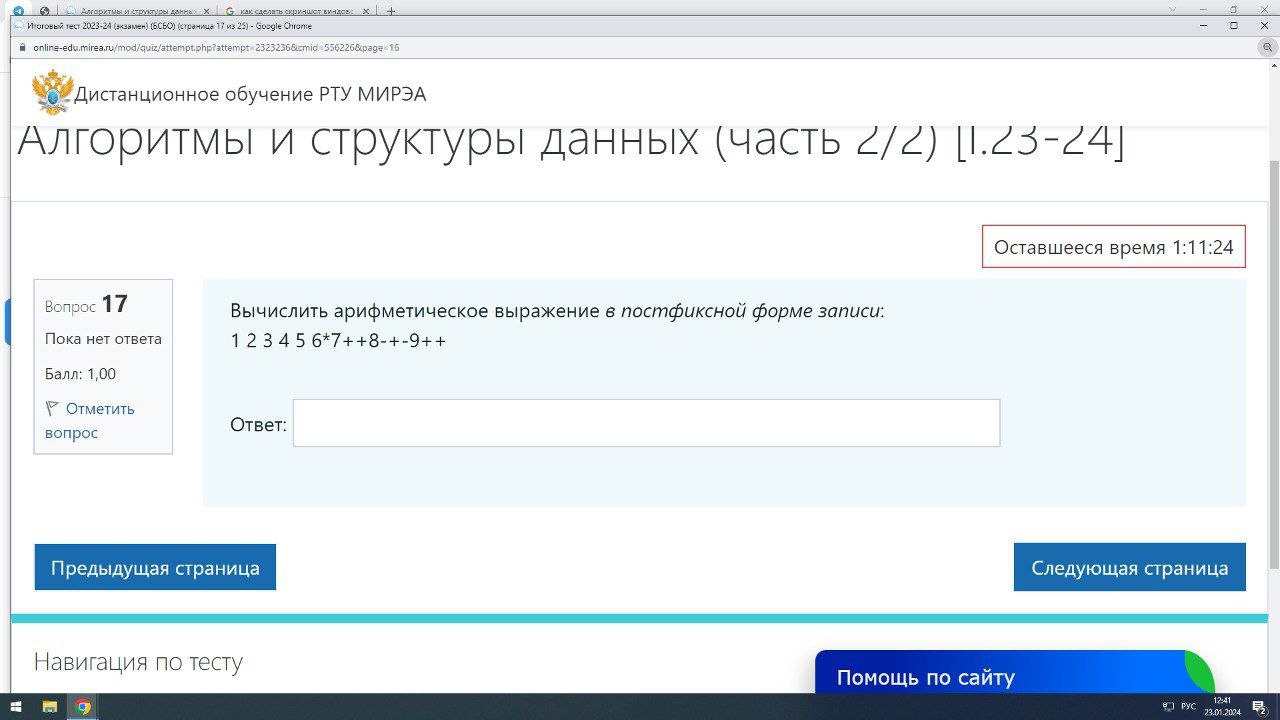 Алгоритмы и структуры данны
как сделать скриншот виндов
Итоговый тест 2023-24 (экзамен) (БСБО) (страница 17 из 25) - Google Chrome
online-edu.mirea.ru/mod/quiz/attempt.php?attempt=2323236&cmid=556226&page=16
Дистанционное обучение РТУ МИРЭА
Алгоритмы и структуры данных (часть 2/2) [I.23-24]
Оставшееся время 1:11:24
Вопрос 17
Пока нет ответа
Балл: 1,00
Отметить
вопрос
Вычислить арифметическое выражение в постфиксной форме записи:
1 2 3 4 5 6*7++8-+-9++
Ответ:
Предыдущая страница
Следующая страница
Навигация по тесту
Помощь по сайту
РУС
12:41
23.01.2024
2